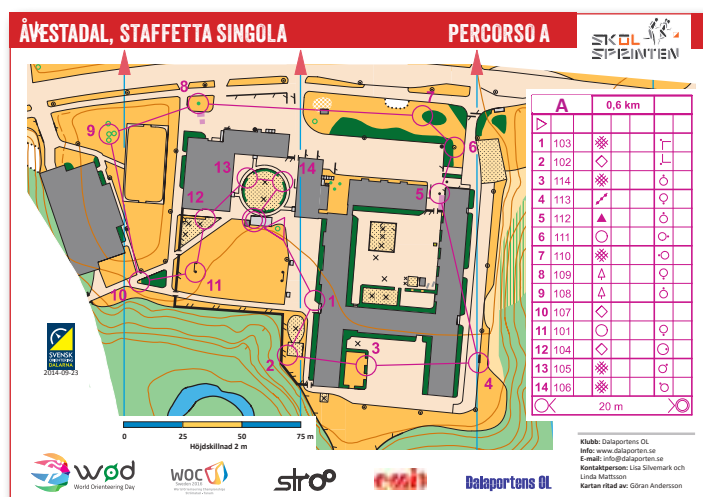 ÅVESTADAL, STAFFETTA SINGOLA
PERCORSO A
SKOL
SPRINTEN
A 0,6 km
1 103
2 102
3 114
4 113
5 112
6 111
7 110
8 109
9 108
10 107
11 101
12 104
13 105
14 106
20 m
8
7
9
6
13
14
5
12
11
10
1
2
3
4
SVENSK
ORIENTERING
DALARNA
2014-09-23
0 25 50 75 m
Höjdskillnad 2 m
wod
World Orienteering Day
WOC
Sweden 2016
Dalaportens OL
Klubb: Dalaportens OL
Info: www.dalaporten.se
E-mail: info@dalaporten.se
Kontaktperson: Lisa Silvemark och
Linda Mattsson
Kartan ritad av: Göran Andersson